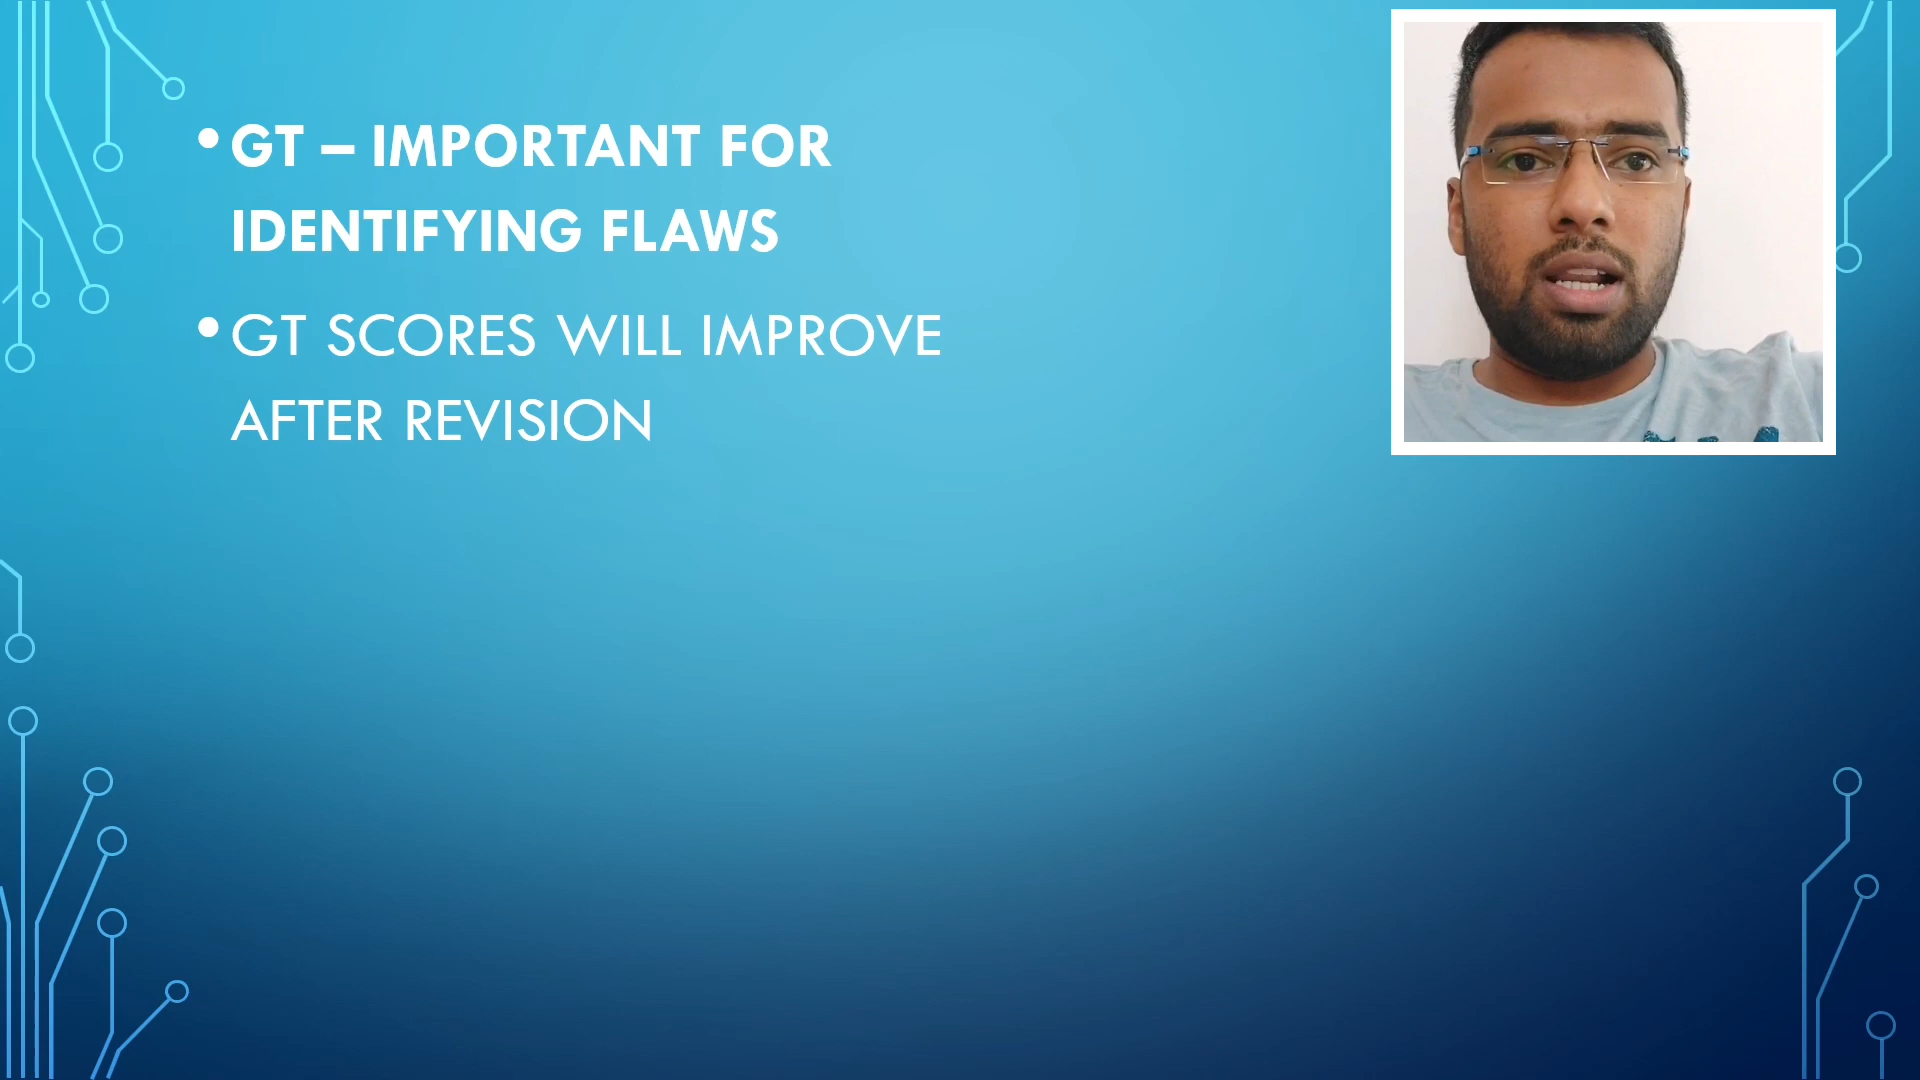 • GT – IMPORTANT FOR
IDENTIFYING FLAWS
• GT SCORES WILL IMPROVE
AFTER REVISION